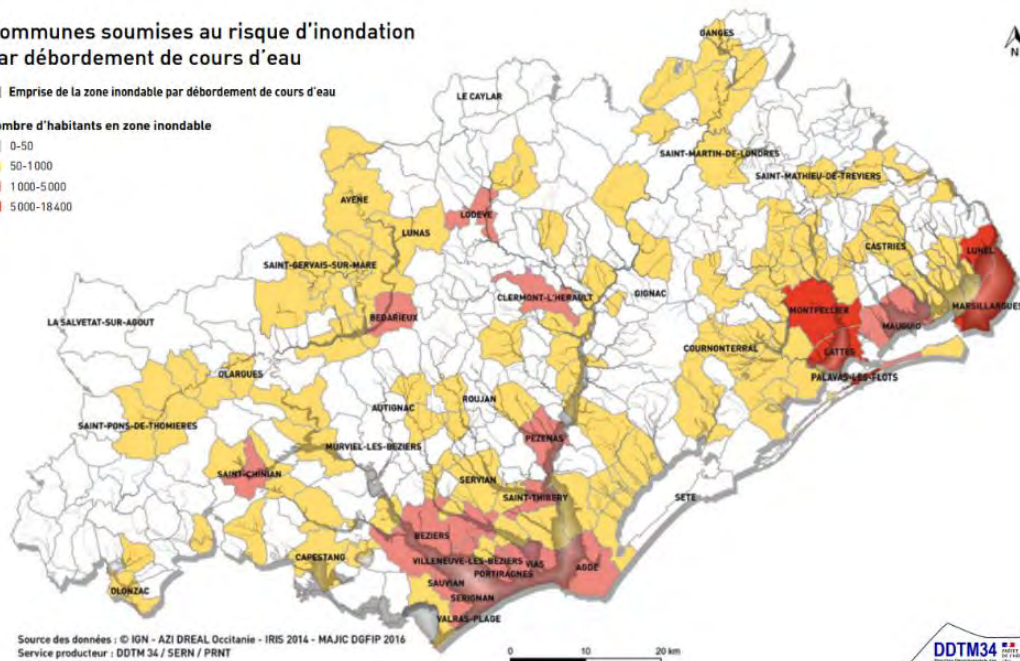 ommunes soumises au risque d'inondation
ar débordement de cours d'eau
Emprise de la zone inondable par débordement de cours d'eau
ombre d'habitants en zone inondable
0-50
50-1000
1000-5000
5000-18400
N
GANGES
LE CAYLAR
SAINT-MARTIN-DE-LONDRES
SAINT-MATHIEU-DE-TREVIERS
AVENE
LODEVE
LUNAS
CASTRIES
LUNEL
SAINT-GERVAIS-SUR-MARE
GIGNAC
CLERMONT-L'HERAULT
MARSILLARGUES
LA SALVETAT-SUR-AGOUT
BEDARIEUX
MONTPELLIER
MAUGUIO
COURNONTERRAL
LATTES
OLARGUES
PALAVAS-LES-FLOTS
ROUJAN
AUTIGNAC
SAINT-PONS-DE-THOMIERES
PEZENAS
MURVIEL-LES-BEZIERS
SAINT-CHINIAN
SERVIAN
SAINT-THIBERY
SETE
BEZIERS
CAPESTANG
VILLENEUVE-LES-BEZIERS
VIAS
AGDE
PORTIRAGNES
SAUVIAN
OLONZAC
SERIGNAN
VALRAS-PLAGE
Source des données : © IGN - AZI DREAL Occitanie - IRIS 2014 - MAJIC DGFIP 2016
Service producteur : DDTM 34 / SERN / PRNT
0 10 20 km
DDTM34